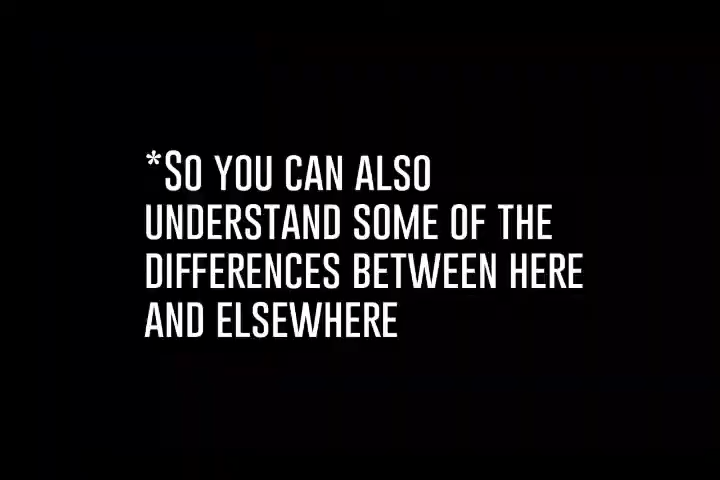 *So you can also
understand some of the
differences between here
and elsewhere